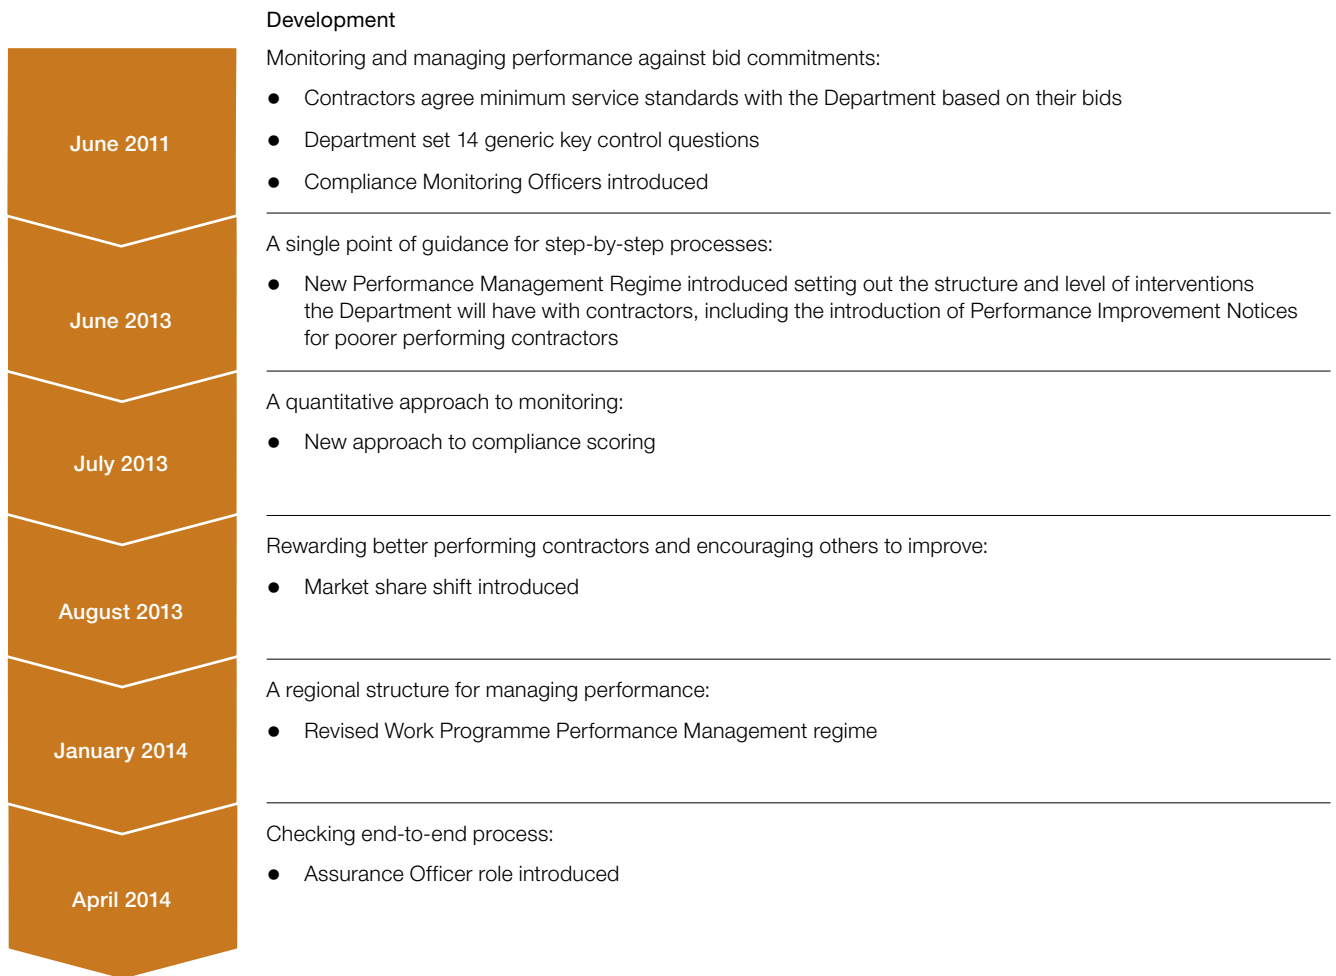 Development
June 2011
Monitoring and managing performance against bid commitments:
● Contractors agree minimum service standards with the Department based on their bids
● Department set 14 generic key control questions
● Compliance Monitoring Officers introduced
June 2013
A single point of guidance for step-by-step processes:
● New Performance Management Regime introduced setting out the structure and level of interventions
the Department will have with contractors, including the introduction of Performance Improvement Notices
for poorer performing contractors
July 2013
A quantitative approach to monitoring:
● New approach to compliance scoring
August 2013
Rewarding better performing contractors and encouraging others to improve:
● Market share shift introduced
January 2014
A regional structure for managing performance:
● Revised Work Programme Performance Management regime
April 2014
Checking end-to-end process:
● Assurance Officer role introduced